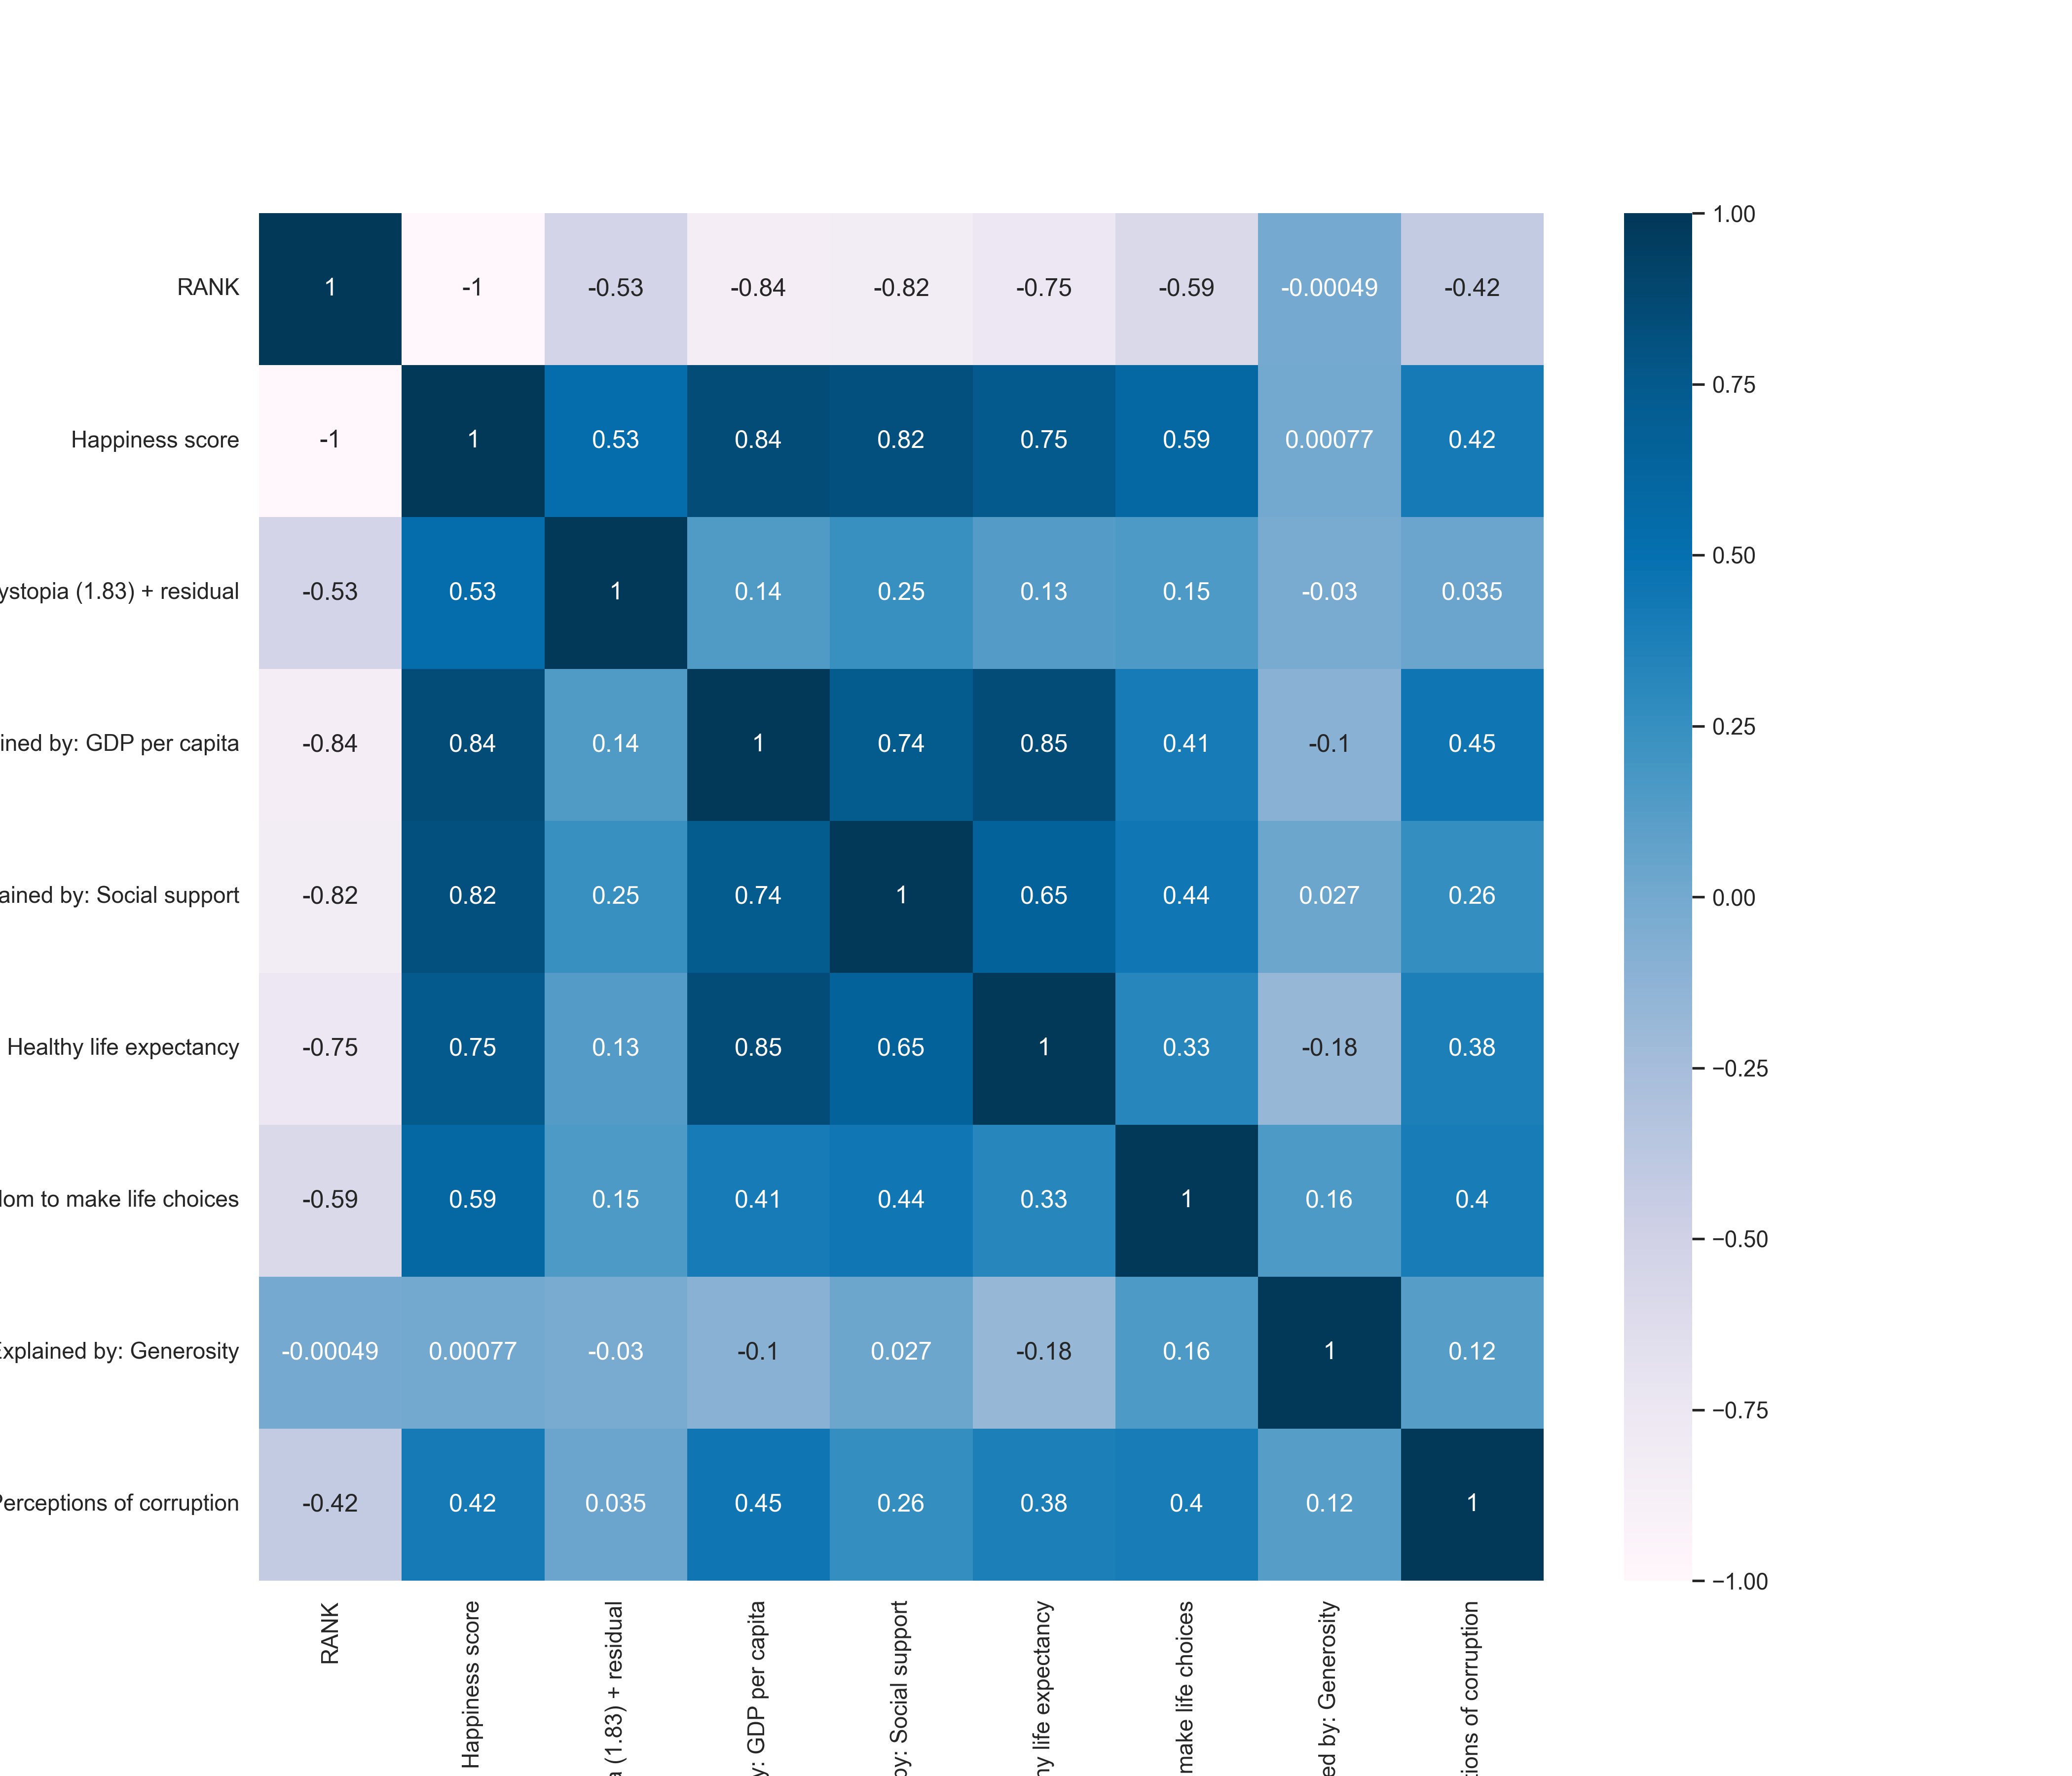 RANK 1 -1 -0.53 -0.84 -0.82 -0.75 -0.59 -0.00049 -0.42
Happiness score -1 1 0.53 0.84 0.82 0.75 0.59 0.00077 0.42
ystopia (1.83) + residual -0.53 0.53 1 0.14 0.25 0.13 0.15 -0.03 0.035
ined by: GDP per capita -0.84 0.84 0.14 1 0.74 0.85 0.41 -0.1 0.45
ained by: Social support -0.82 0.82 0.25 0.74 1 0.65 0.44 0.027 0.26
Healthy life expectancy -0.75 0.75 0.13 0.85 0.65 1 0.33 -0.18 0.38
dom to make life choices -0.59 0.59 0.15 0.41 0.44 0.33 1 0.16 0.4
Explained by: Generosity -0.00049 0.00077 -0.03 -0.1 0.027 -0.18 0.16 1 0.12
Perceptions of corruption -0.42 0.42 0.035 0.45 0.26 0.38 0.4 0.12 1
RANK
Happiness score
a (1.83) + residual
y: GDP per capita
by: Social support
hy life expectancy
make life choices
ed by: Generosity
tions of corruption
1.00
0.75
0.50
0.25
0.00
−0.25
−0.50
−0.75
−1.00